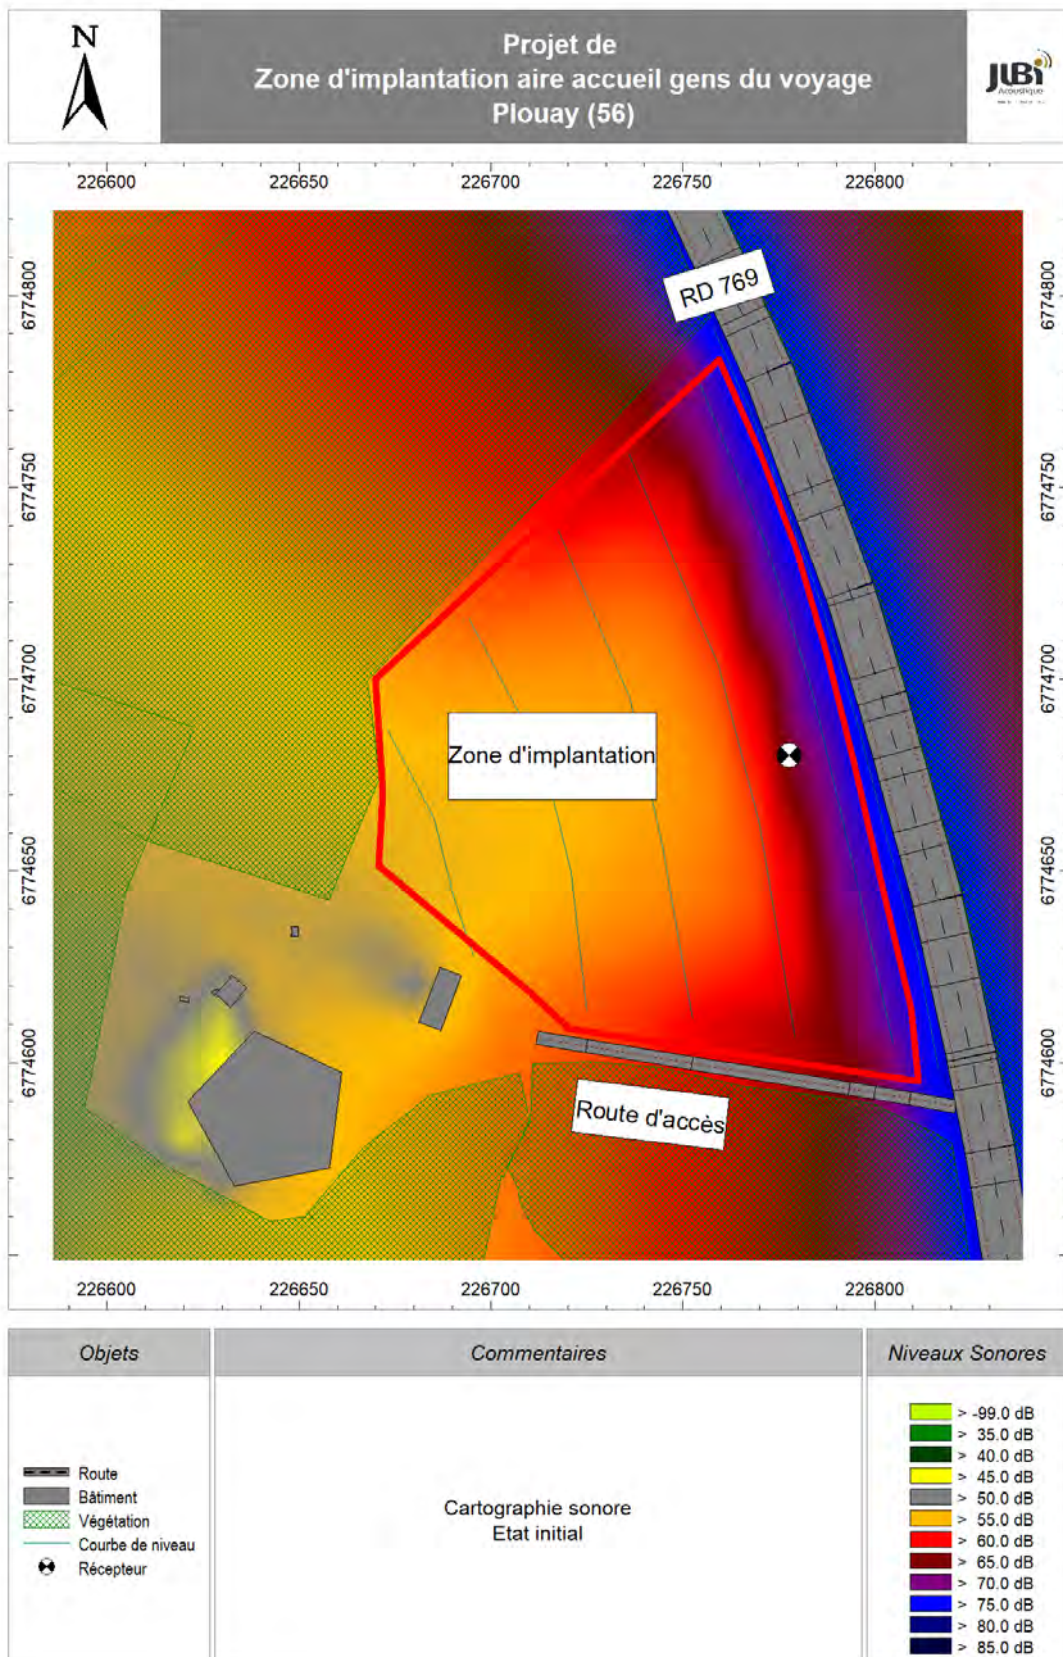 N
Projet de
Zone d'implantation aire accueil gens du voyage
Plouay (56)
JLBi
Acoustique
226600 226650 226700 226750 226800
6774800
6774750
6774700
6774650
6774600
6774800
6774750
6774700
6774650
6774600
RD 769
Zone d'implantation
Route d'accès
226600 226650 226700 226750 226800
Objets
Route
Bâtiment
Végétation
Courbe de niveau
Récepteur
Commentaires
Cartographie sonore
Etat initial
Niveaux Sonores
> -99.0 dB
> 35.0 dB
> 40.0 dB
> 45.0 dB
> 50.0 dB
> 55.0 dB
> 60.0 dB
> 65.0 dB
> 70.0 dB
> 75.0 dB
> 80.0 dB
> 85.0 dB